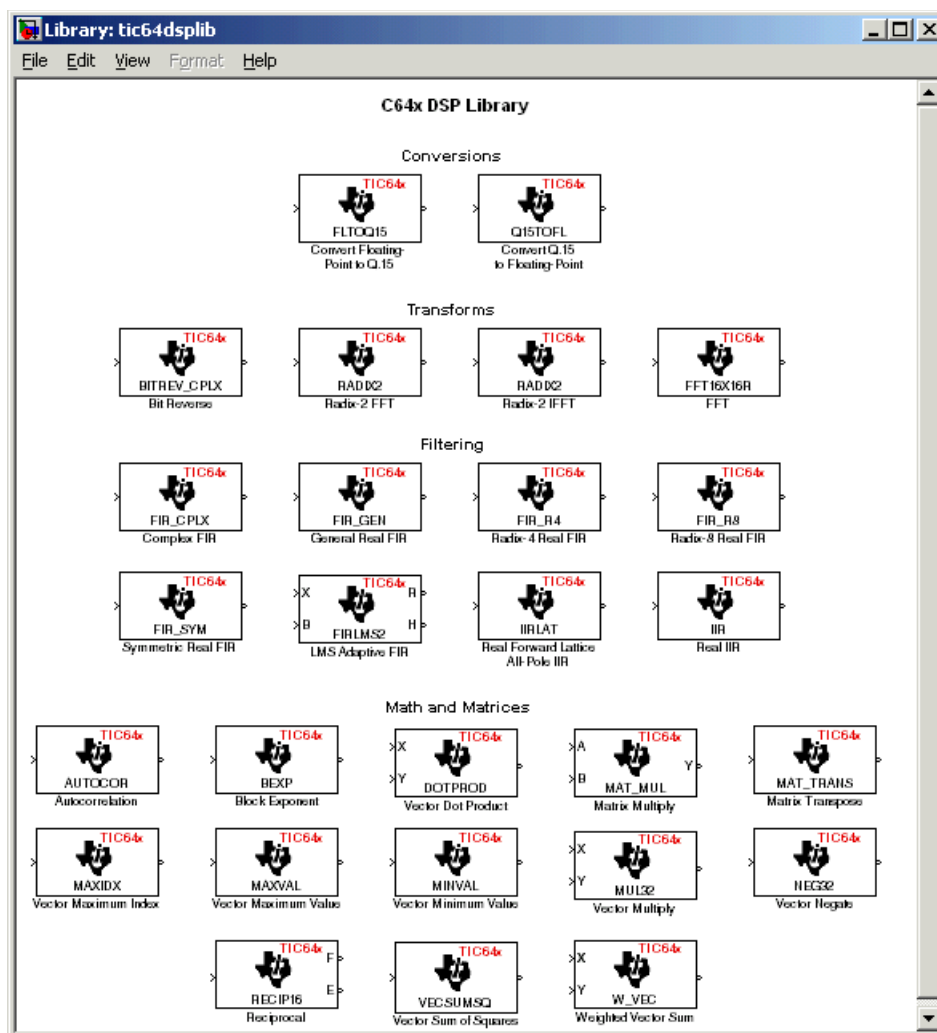 Library: tic64dsplib
File Edit View Format Help
C64x DSP Library
Conversions
TIC64x TIC64x
FLTOQ15 Q15TOFL
Convert Floating- Convert Q.15
Point to Q.15 to Floating-Point
Transforms
TIC64x TIC64x TIC64x TIC64x
BITREV_CPLX RADIX2 RADIX2 FFT16X16R
Bit Reverse Radix-2 FFT Radix-2 IFFT FFT
Filtering
TIC64x TIC64x TIC64x TIC64x
FIR_CPLX FIR_GEN FIR_R4 FIR_R8
Complex FIR General Real FIR Radix-4 Real FIR Radix-8 Real FIR
TIC64x TIC64x TIC64x TIC64x
X R
B H
FIR_SYM FIRLMS2 IIRLAT IIR
Symmetric Real FIR LMS Adaptive FIR Real Forward Lattice Real IIR
All-Pole IIR
Math and Matrices
TIC64x TIC64x TIC64x TIC64x TIC64x
X A Y
Y B
AUTOCOR BEXP DOTPROD MAT_MUL MAT_TRANS
Autocorrelation Block Exponent Vector Dot Product Matrix Multiply Matrix Transpose
TIC64x TIC64x TIC64x TIC64x TIC64x
X
Y
MAXIDX MAXVAL MINVAL MUL32 NEG32
Vector Maximum Index Vector Maximum Value Vector Minimum Value Vector Multiply Vector Negate
TIC64x TIC64x TIC64x
F X
E Y
RECIP16 VECSUMSQ W_VEC
Reciprocal Vector Sum of Squares Weighted Vector Sum